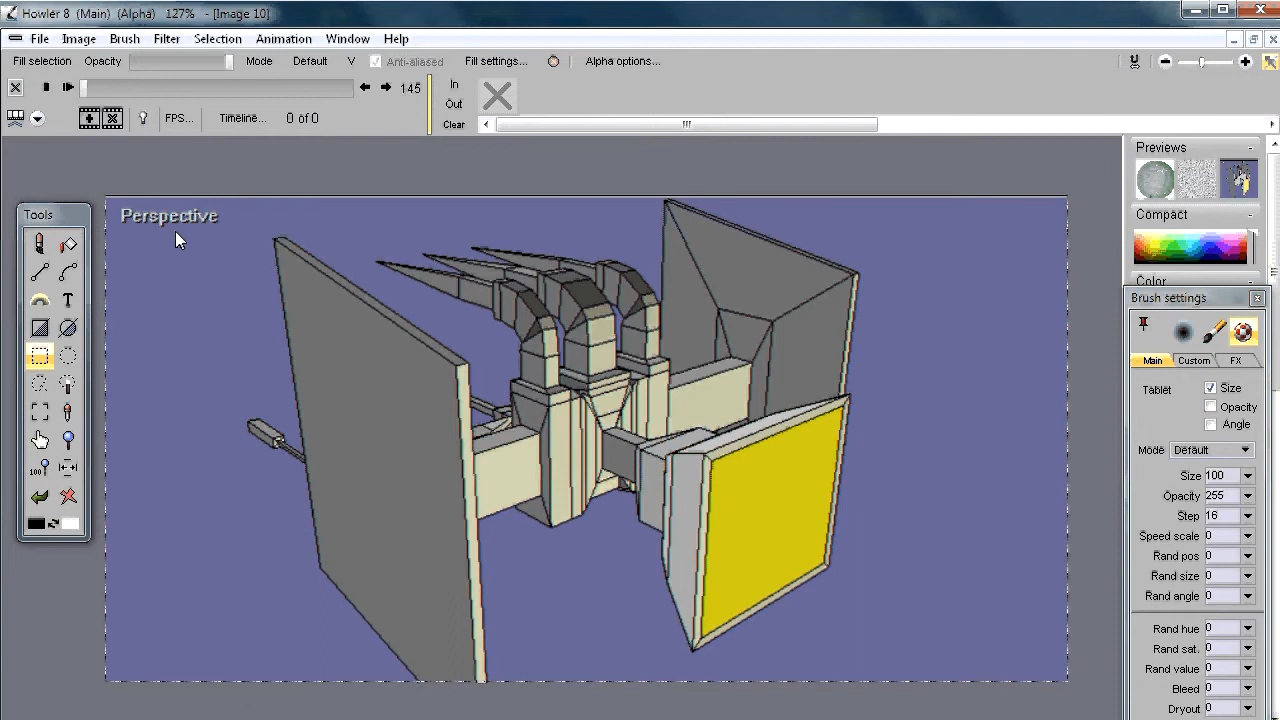 Howler 8 (Main) (Alpha) 127% - [Image 10]
File Image Brush Filter Selection Animation Window Help
Fill selection Opacity Mode Default V Anti-aliased Fill settings... Alpha options...
145 In
Out
FPS... Timeline... 0 of 0 Clear
Previews
Compact
Color
Tools
Perspective
100
Brush settings
Main Custom FX
Tablet Size
Opacity
Angle
Mode Default
Size 100
Opacity 255
Step 16
Speed scale 0
Rand pos 0
Rand size 0
Rand angle 0
Rand hue 0
Rand sat. 0
Rand value 0
Bleed 0
Dryout 0